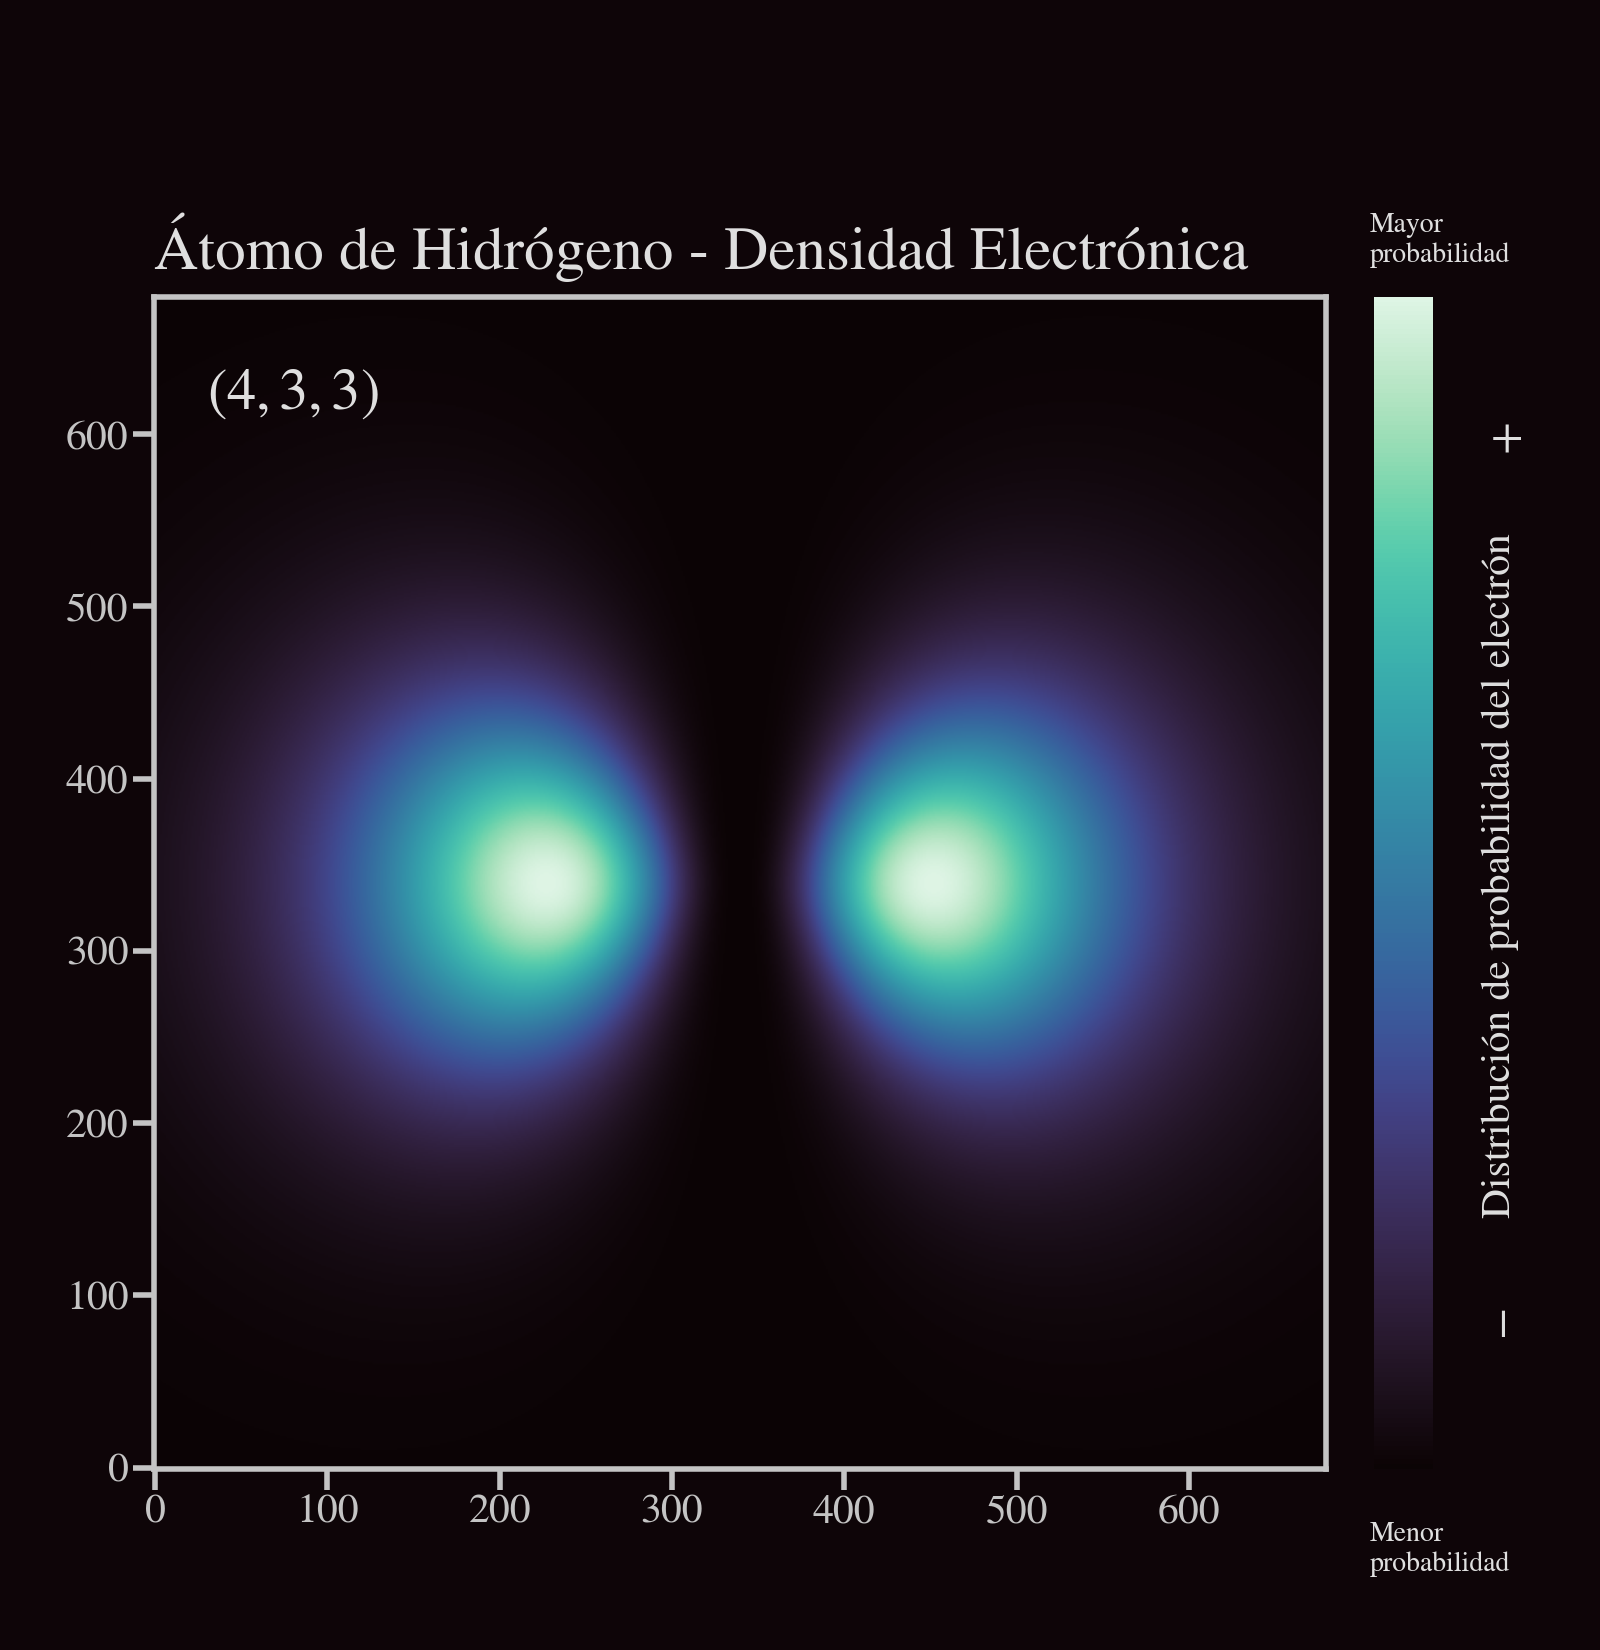 Átomo de Hidrógeno - Densidad Electrónica
Mayor
probabilidad
(4, 3, 3)
600
500
400
300
200
100
0
0 100 200 300 400 500 600
− Distribución de probabilidad del electrón +
Menor
probabilidad